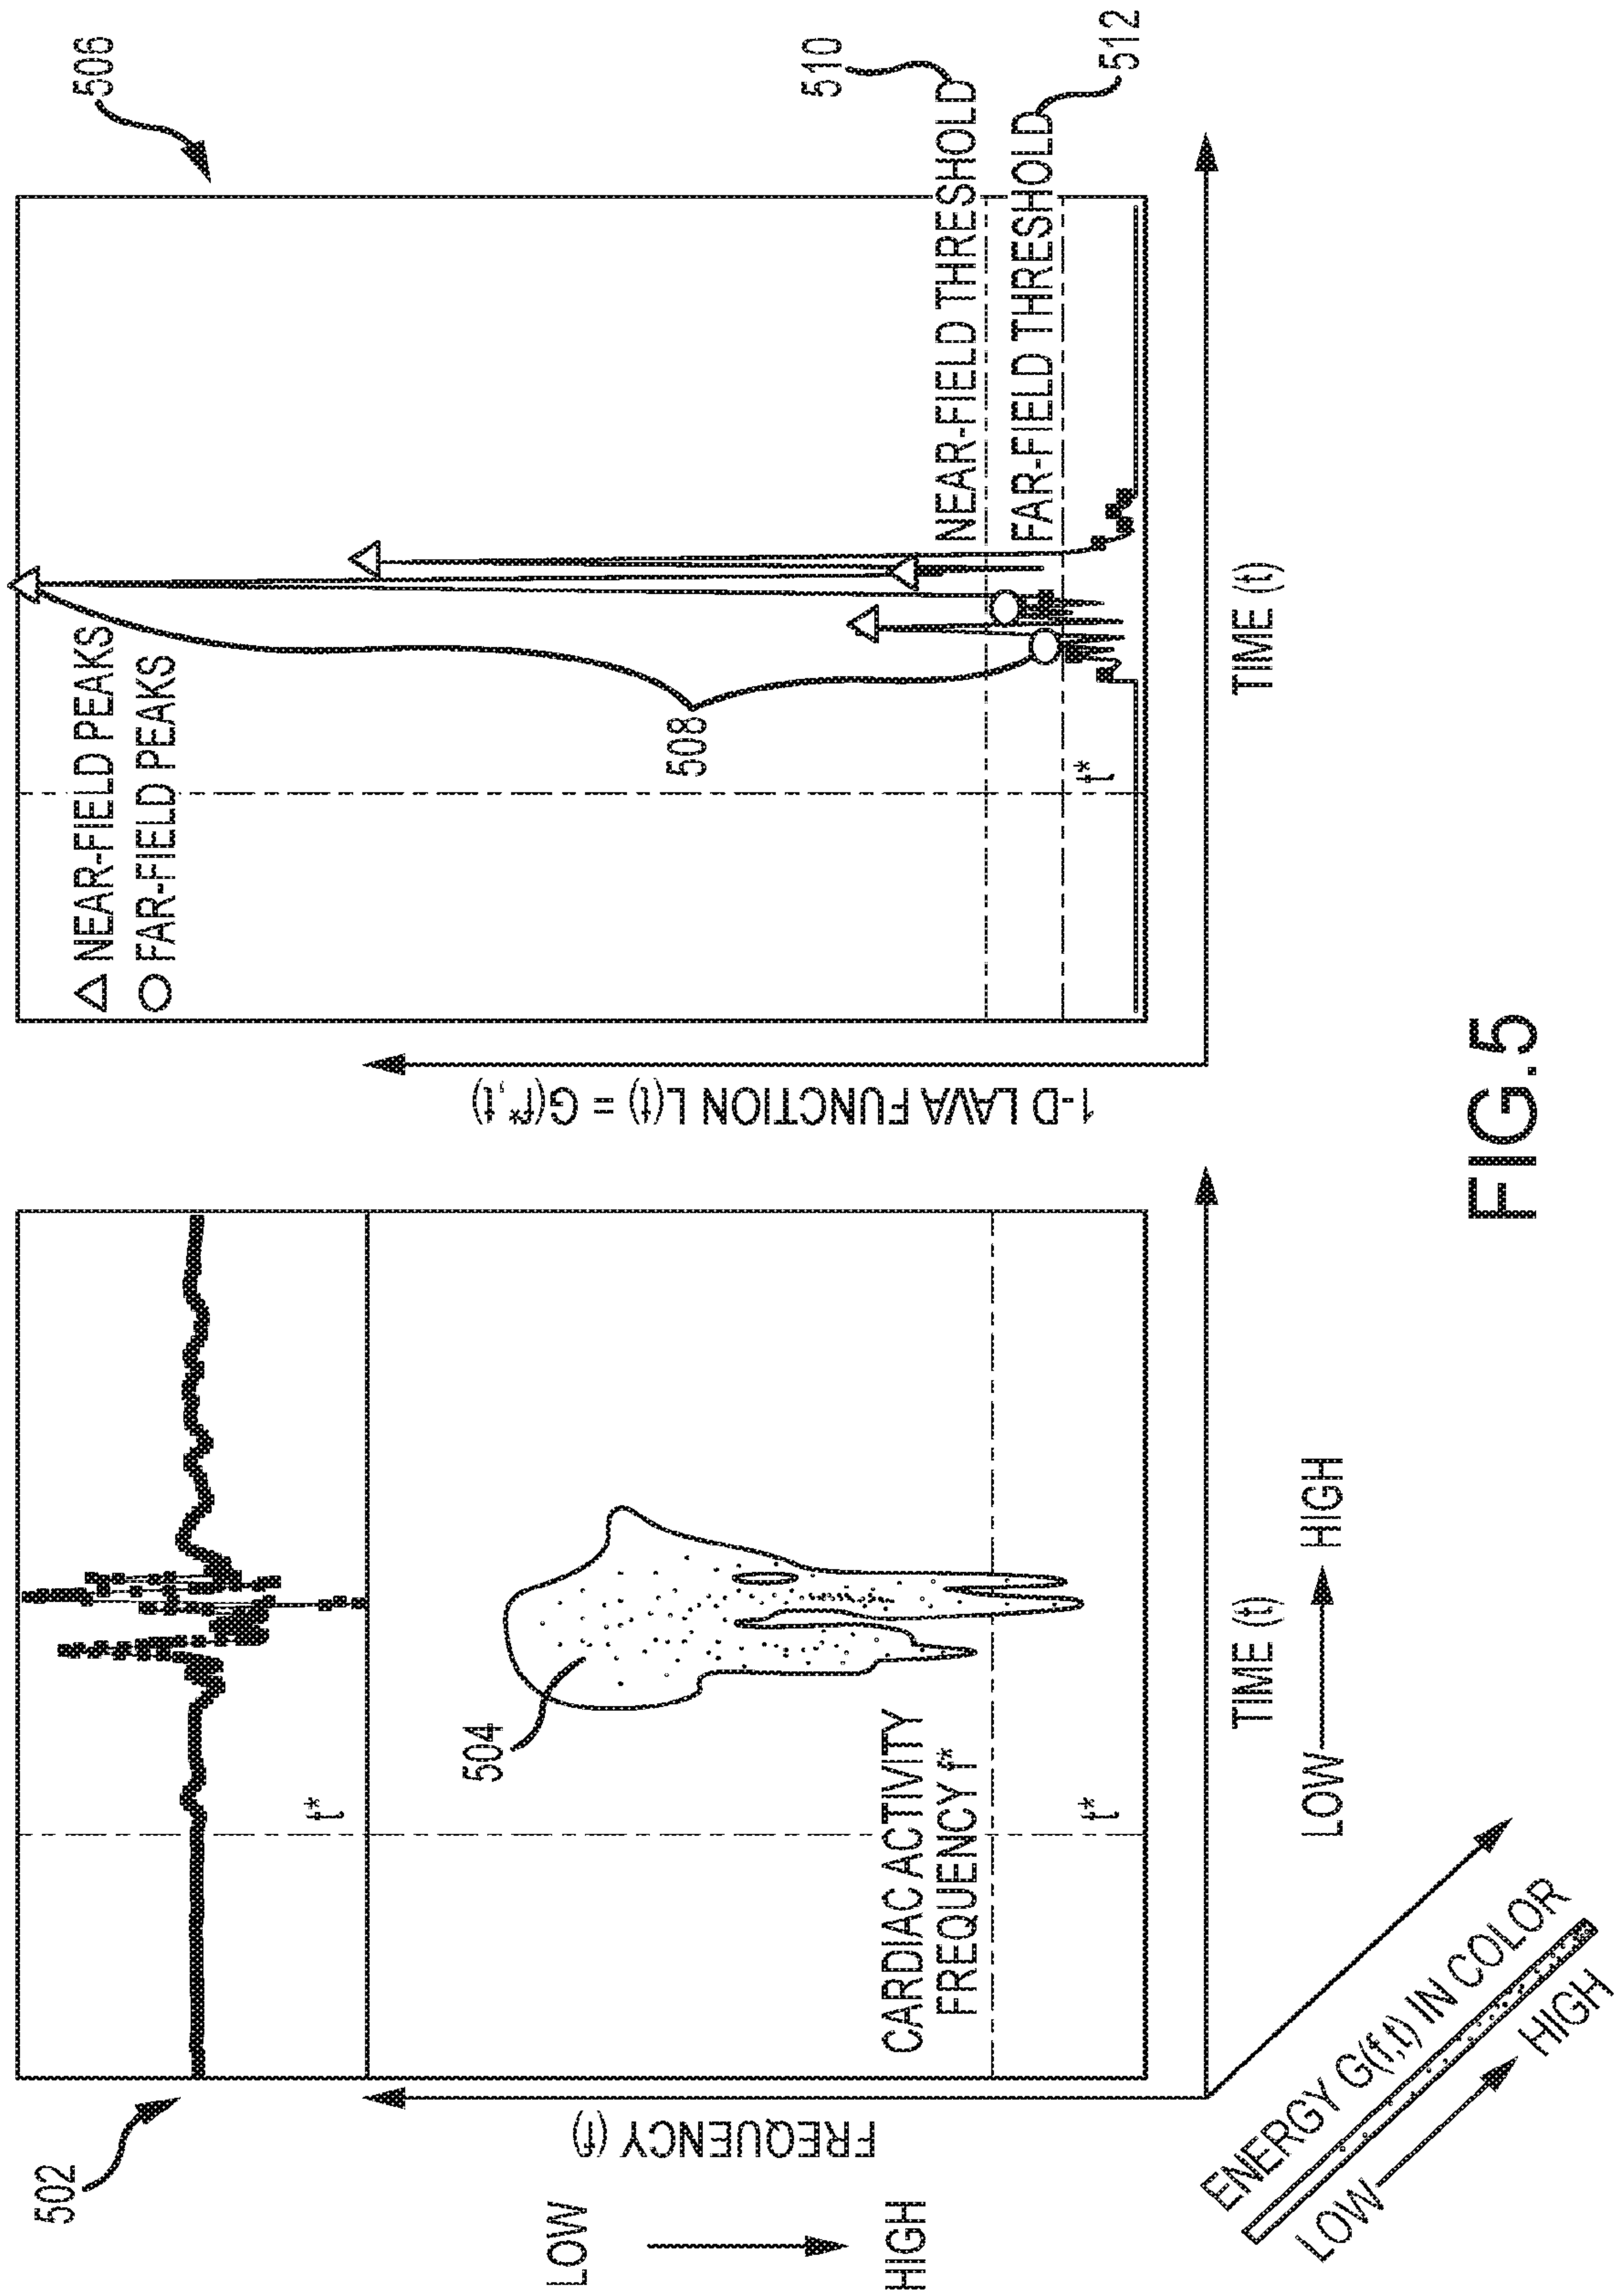 502
506
△ NEAR-FIELD PEAKS
○ FAR-FIELD PEAKS
t*
504
508
CARDIAC ACTIVITY
FREQUENCY f*
t*
NEAR-FIELD THRESHOLD
510
FAR-FIELD THRESHOLD
512
t*
FREQUENCY (f)
LOW
HIGH
1-D LAVA FUNCTION L(t) = G(f*,t)
TIME (t)
LOW
HIGH
TIME (t)
ENERGY G(f,t) IN COLOR
LOW
HIGH
FIG.5